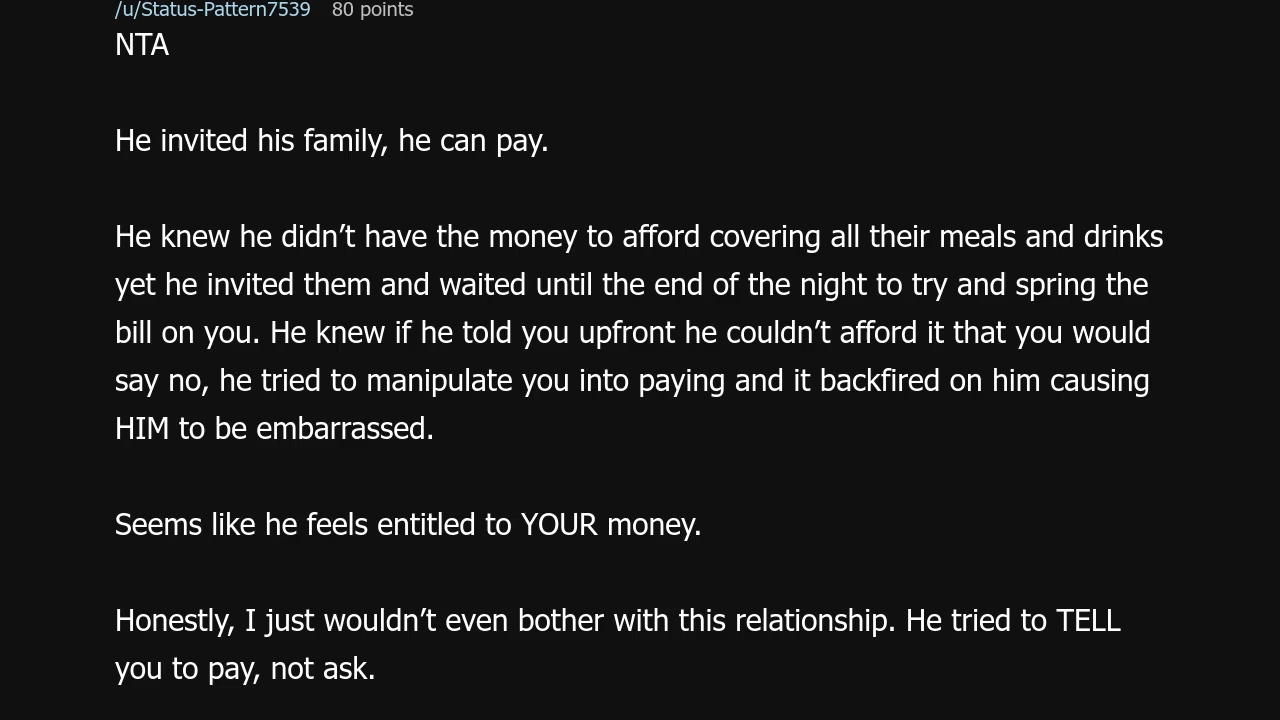 /u/Status-Pattern7539 80 points
NTA
He invited his family, he can pay.
He knew he didn’t have the money to afford covering all their meals and drinks
yet he invited them and waited until the end of the night to try and spring the
bill on you. He knew if he told you upfront he couldn’t afford it that you would
say no, he tried to manipulate you into paying and it backfired on him causing
HIM to be embarrassed.
Seems like he feels entitled to YOUR money.
Honestly, I just wouldn’t even bother with this relationship. He tried to TELL
you to pay, not ask.